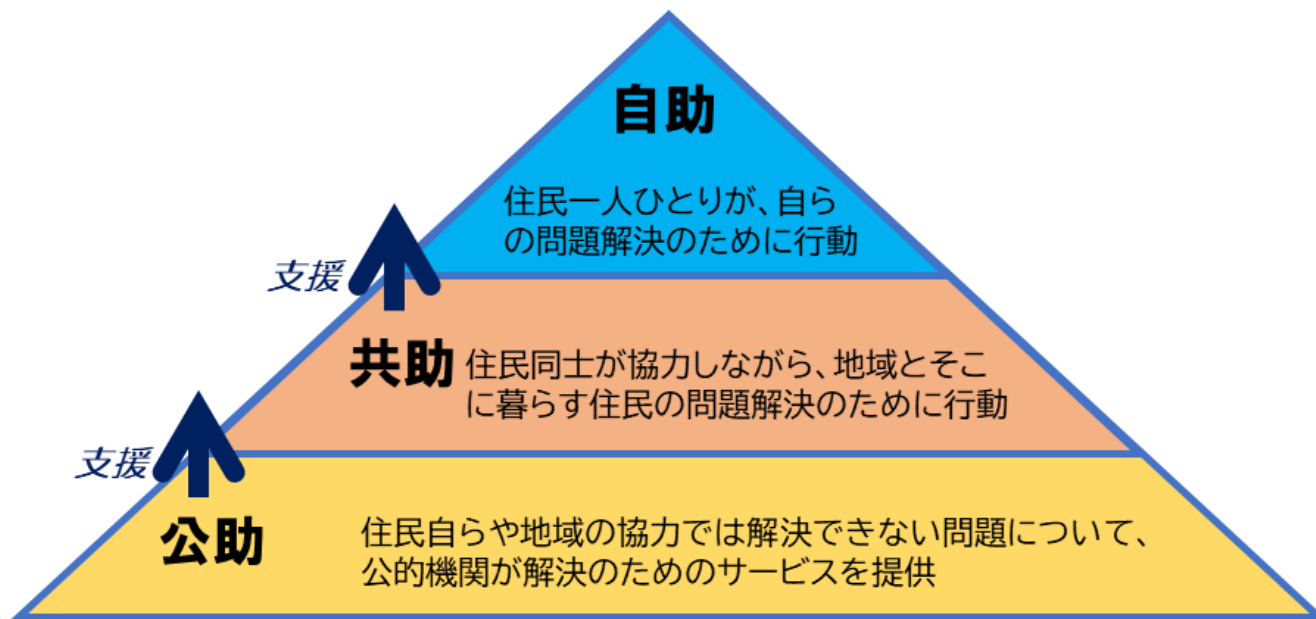 自助
住民一人ひとりが、自ら
の問題解決のために行動
支援
共助
住民同士が協力しながら、地域とそこ
に暮らす住民の問題解決のために行動
支援
公助
住民自らや地域の協力では解決できない問題について、
公的機関が解決のためのサービスを提供